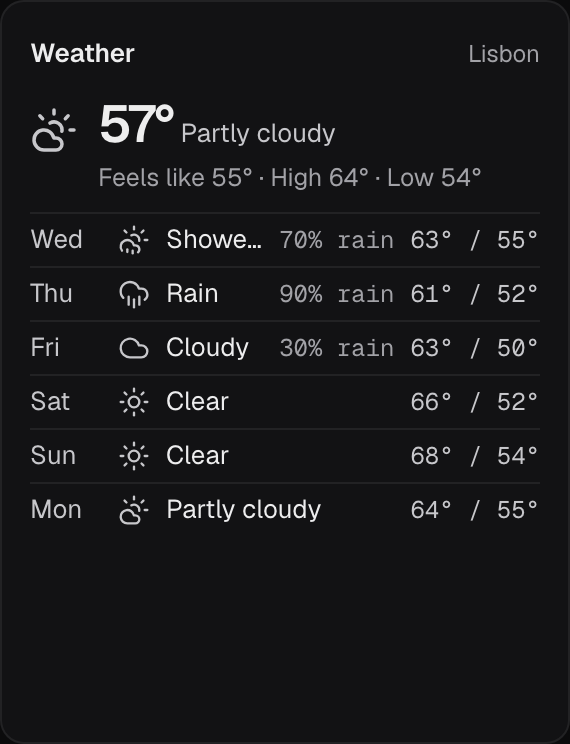 Weather Lisbon
57° Partly cloudy
Feels like 55° · High 64° · Low 54°
Wed Showe... 70% rain 63° / 55°
Thu Rain 90% rain 61° / 52°
Fri Cloudy 30% rain 63° / 50°
Sat Clear 66° / 52°
Sun Clear 68° / 54°
Mon Partly cloudy 64° / 55°